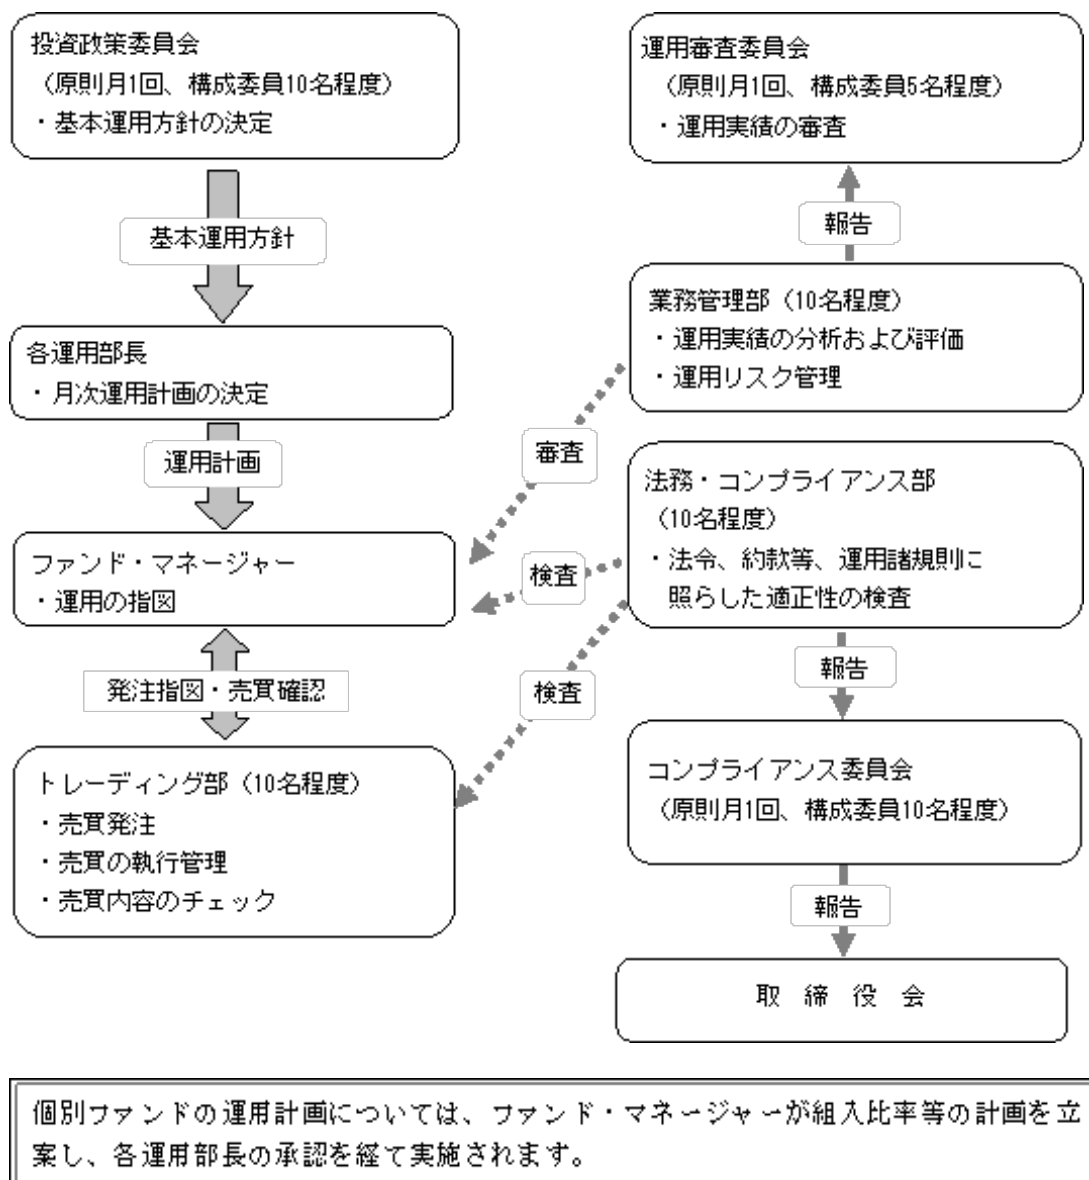 投資政策委員会
（原則月1回、構成委員10名程度）
・基本運用方針の決定
基本運用方針
各運用部長
・月次運用計画の決定
運用計画
ファンド・マネージャー
・運用の指図
発注指図・売買確認
トレーディング部（10名程度）
・売買発注
・売買の執行管理
・売買内容のチェック
運用審査委員会
（原則月1回、構成委員5名程度）
・運用実績の審査
報告
業務管理部（10名程度）
・運用実績の分析および評価
・運用リスク管理
審査
法務・コンプライアンス部
（10名程度）
・法令、約款等、運用諸規則に
照らした適正性の検査
検査
検査
報告
コンプライアンス委員会
（原則月1回、構成委員10名程度）
報告
取 締 役 会
個別ファンドの運用計画については、ファンド・マネージャーが組入比率等の計画を立
案し、各運用部長の承認を経て実施されます。